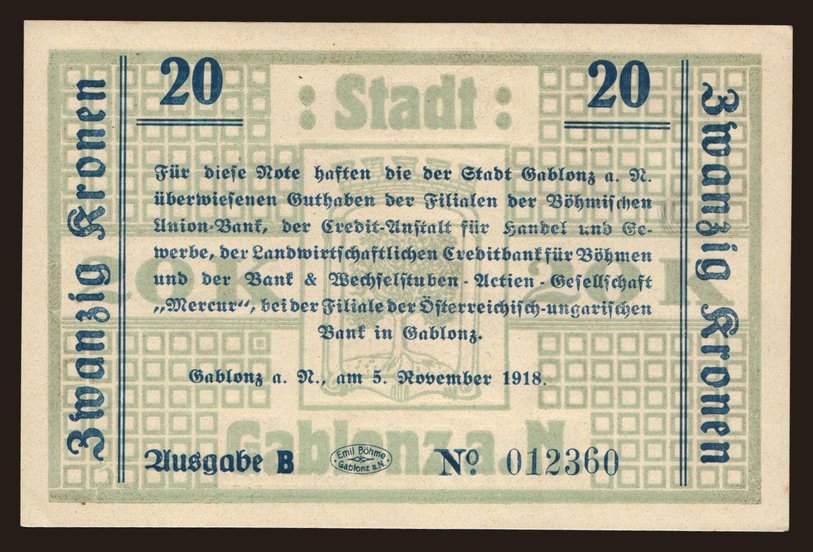 20
: Stadt :
20
Zwanzig Kronen
Für diese Note haften die der Stadt Gablonz a. N.
überwiesenen Guthaben der Filialen der Böhmischen
Union-Bank, der Credit-Anstalt für Handel und Ge-
werbe, der Landwirtschaftlichen Creditbank für Böhmen
und der Bank & Wechselstuben-Actien-Gesellschaft
„Mercur“, bei der Filiale der Österreichisch-ungarischen
Bank in Gablonz.
20 K
Gablonz a. N., am 5. November 1918.
Gablonz a. N.
Ausgabe B
Emil Böhme
Gablonz a.N.
No. 012360
Zwanzig Kronen